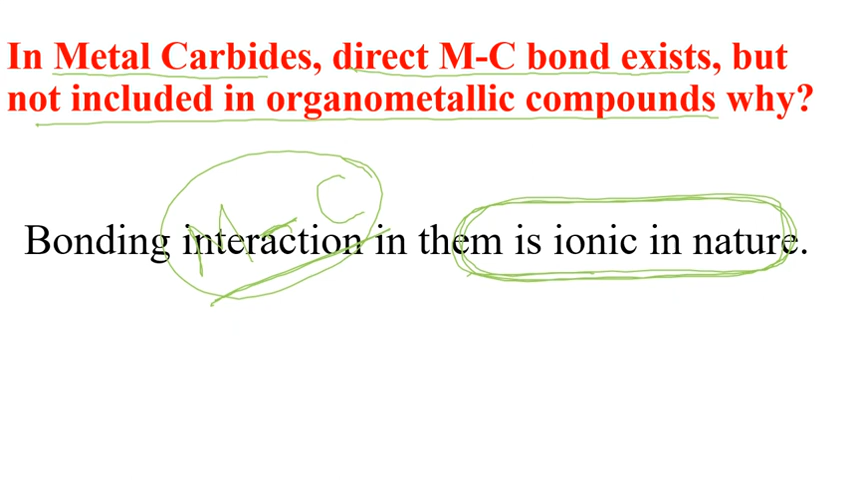 In Metal Carbides, direct M-C bond exists, but
not included in organometallic compounds why?
M - C
Bonding interaction in them is ionic in nature.